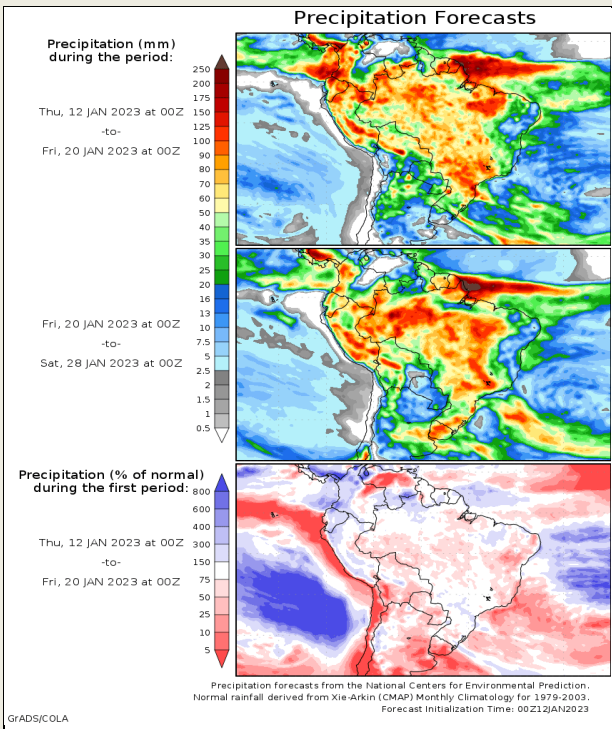 Precipitation Forecasts
Precipitation (mm)
during the period:
Thu, 12 JAN 2023 at 00Z
-to-
Fri, 20 JAN 2023 at 00Z
250
200
175
150
125
100
90
80
70
60
50
40
35
30
25
20
16
13
10
7.5
5
2.5
2
1.5
1
0.5
Fri, 20 JAN 2023 at 00Z
-to-
Sat, 28 JAN 2023 at 00Z
Precipitation (% of normal)
during the first period:
Thu, 12 JAN 2023 at 00Z
-to-
Fri, 20 JAN 2023 at 00Z
800
600
400
300
150
75
50
25
10
5
Precipitation forecasts from the National Centers for Environmental Prediction.
Normal rainfall derived from Xie-Arkin (CMAP) Monthly Climatology for 1979-2003.
Forecast Initialization Time: 00Z12JAN2023
GrADS/COLA